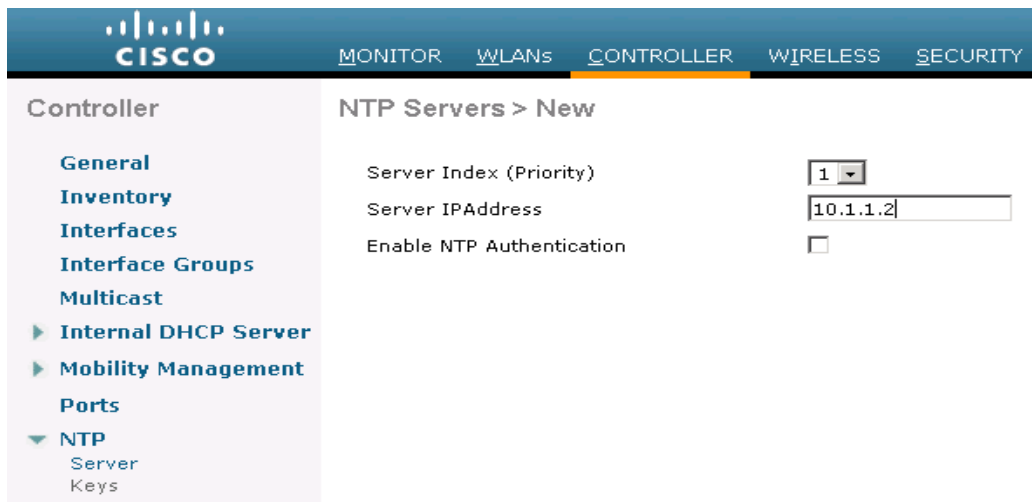 CISCO
MONITOR WLANs CONTROLLER WIRELESS SECURITY
Controller
General
Inventory
Interfaces
Interface Groups
Multicast
Internal DHCP Server
Mobility Management
Ports
NTP
Server
Keys
NTP Servers > New
Server Index (Priority) 1
Server IPAddress 10.1.1.2
Enable NTP Authentication